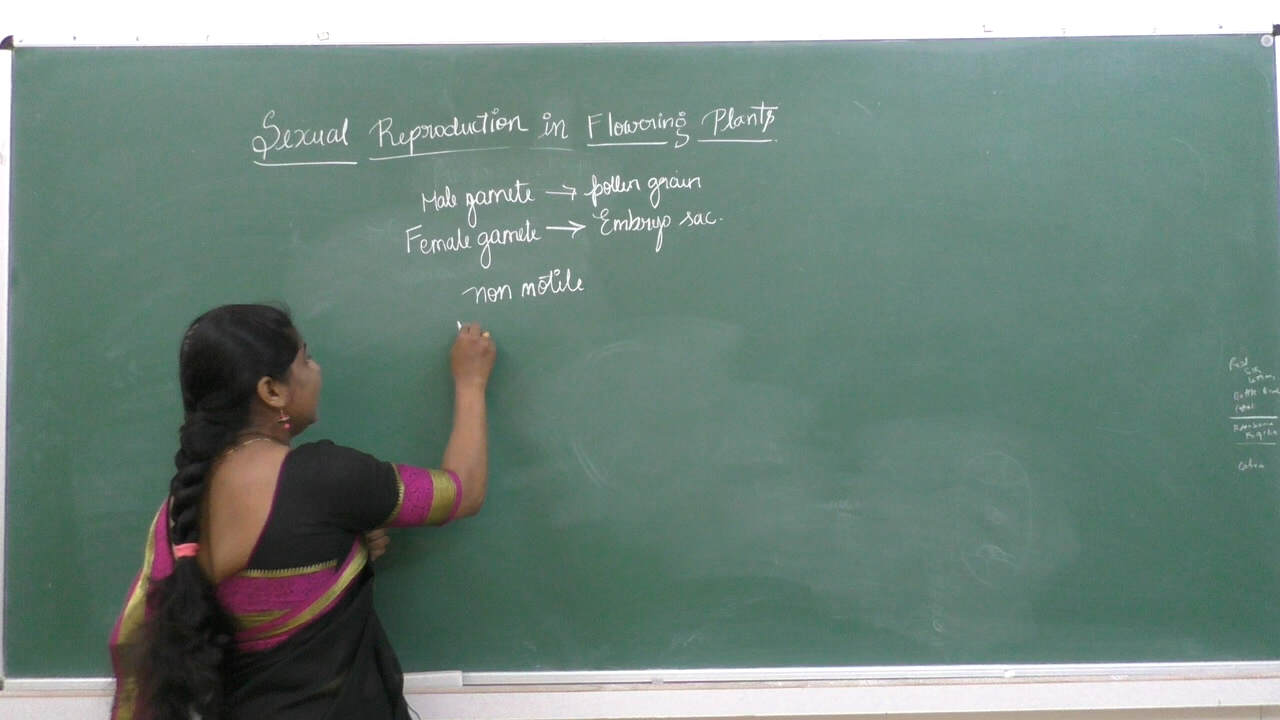 Sexual Reproduction in Flowering Plants
Male gamete → pollen grain
Female gamete → Embryo sac.
non motile